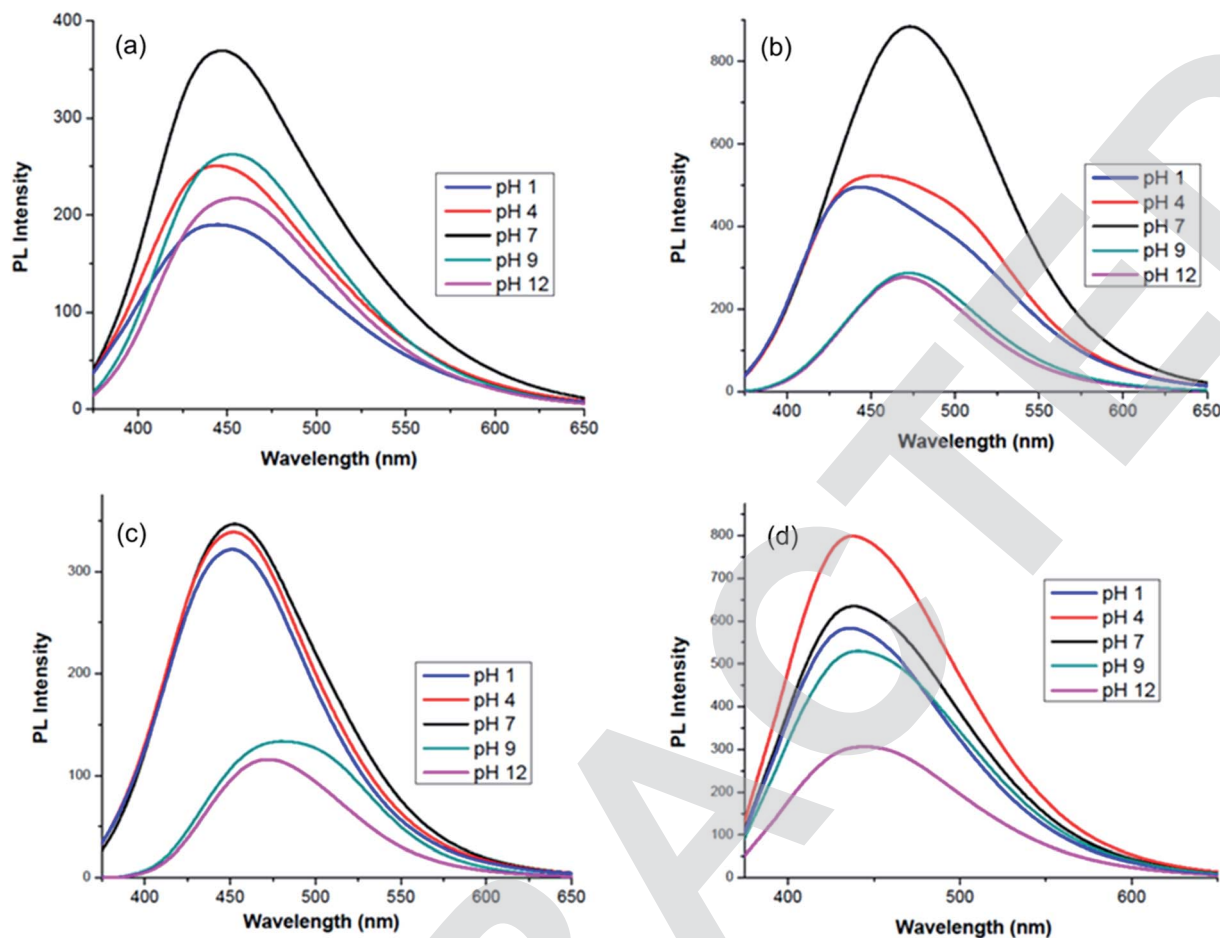 (a)
400
300
200
100
0
PL Intensity
pH 1
pH 4
pH 7
pH 9
pH 12
400 450 500 550 600 650
Wavelength (nm)
(b)
800
600
400
200
0
PL Intensity
pH 1
pH 4
pH 7
pH 9
pH 12
400 450 500 550 600 650
Wavelength (nm)
(c)
300
200
100
0
PL Intensity
pH 1
pH 4
pH 7
pH 9
pH 12
400 450 500 550 600 650
Wavelength (nm)
(d)
800
700
600
500
400
300
200
100
0
PL Intensity
pH 1
pH 4
pH 7
pH 9
pH 12
400 500 600
Wavelength (nm)